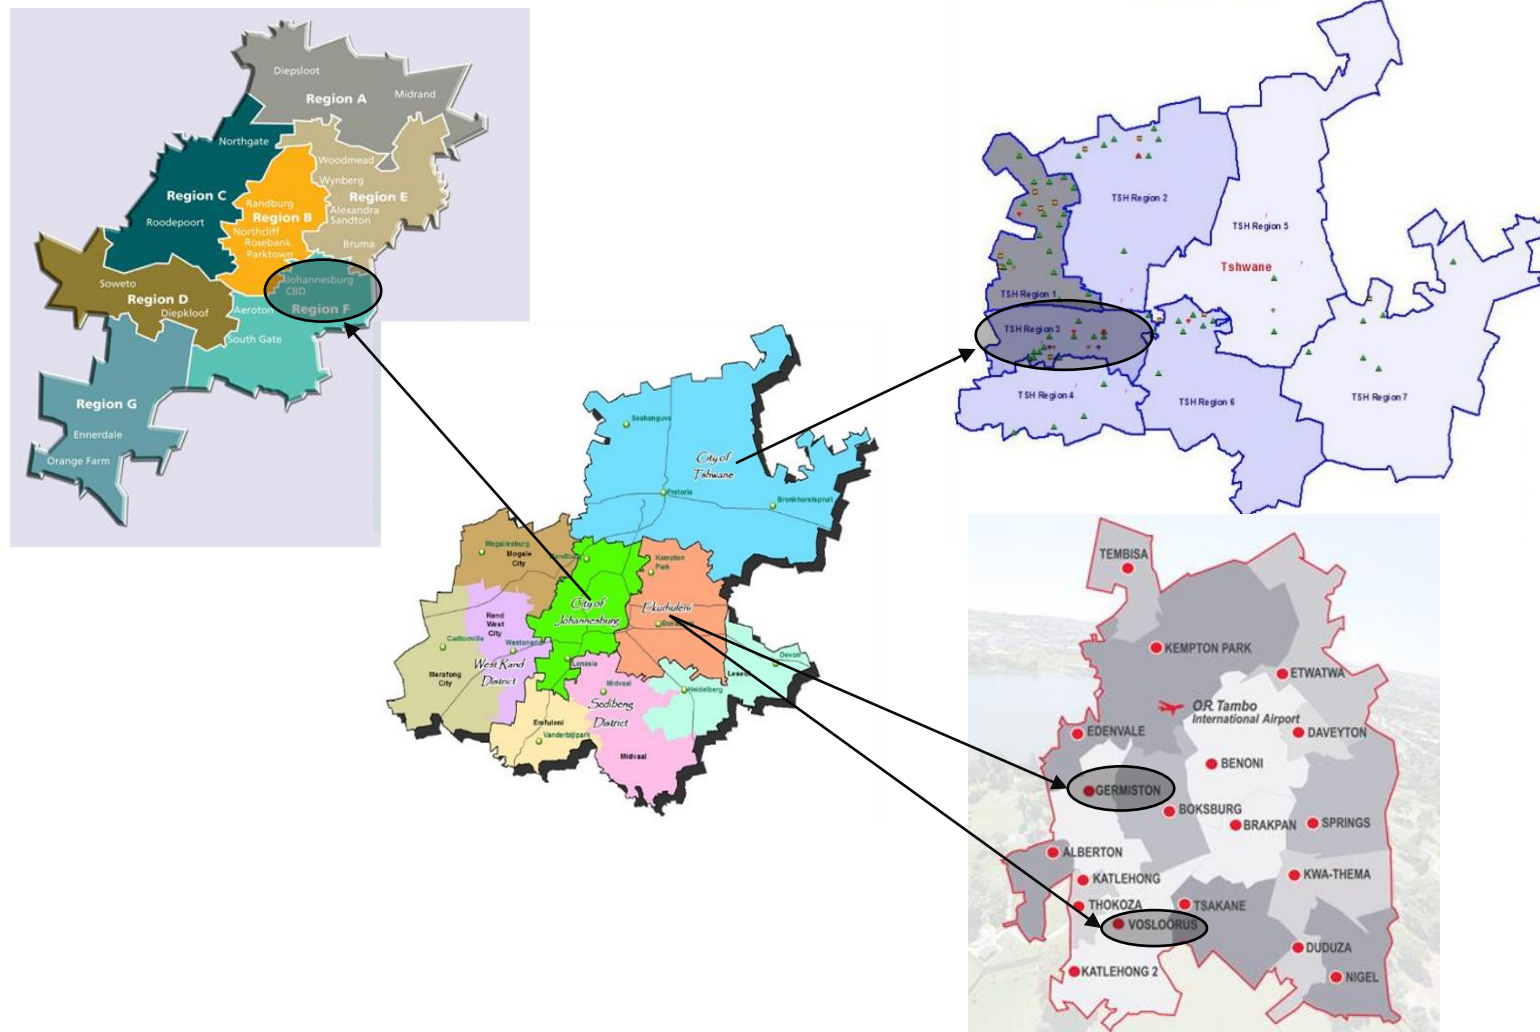 Diepsloot
Region A
Midrand
Northgate
Woodmead
Wynberg
Region C
Region E
Randburg
Alexandra
Region B
Sandton
Roodepoort
Northcliff
Rosebank
Bruma
Parktown
Johannesburg
CBD
Soweto
Region D
Aeroton
Region F
Diepkloof
South Gate
Region G
Ennerdale
Orange Farm
TSH Region 2
TSH Region 5
Tshwane
TSH Region 1
TSH Region 3
TSH Region 4
TSH Region 6
TSH Region 7
Soshanguve
City of
Tshwane
Pretoria
Bronkhorstspruit
Magaliesburg
Mogale
City
Randburg
Kempton
Park
City of
Johannesburg
Ekurhuleni
Rand
West
City
Carltonville
Westonaria
West Rand
District
Merafong
City
Lenasia
Devon
Lesedi
Heidelberg
Midvaal
Sedibeng
District
Emfuleni
Vanderbijlpark
Midvaal
TEMBISA
KEMPTON PARK
ETWATWA
O.R. Tambo
International Airport
EDENVALE
DAVEYTON
BENONI
GERMISTON
BOKSBURG
BRAKPAN
SPRINGS
ALBERTON
KATLEHONG
KWA-THEMA
THOKOZA
TSAKANE
VOSLOORUS
DUDUZA
KATLEHONG 2
NIGEL